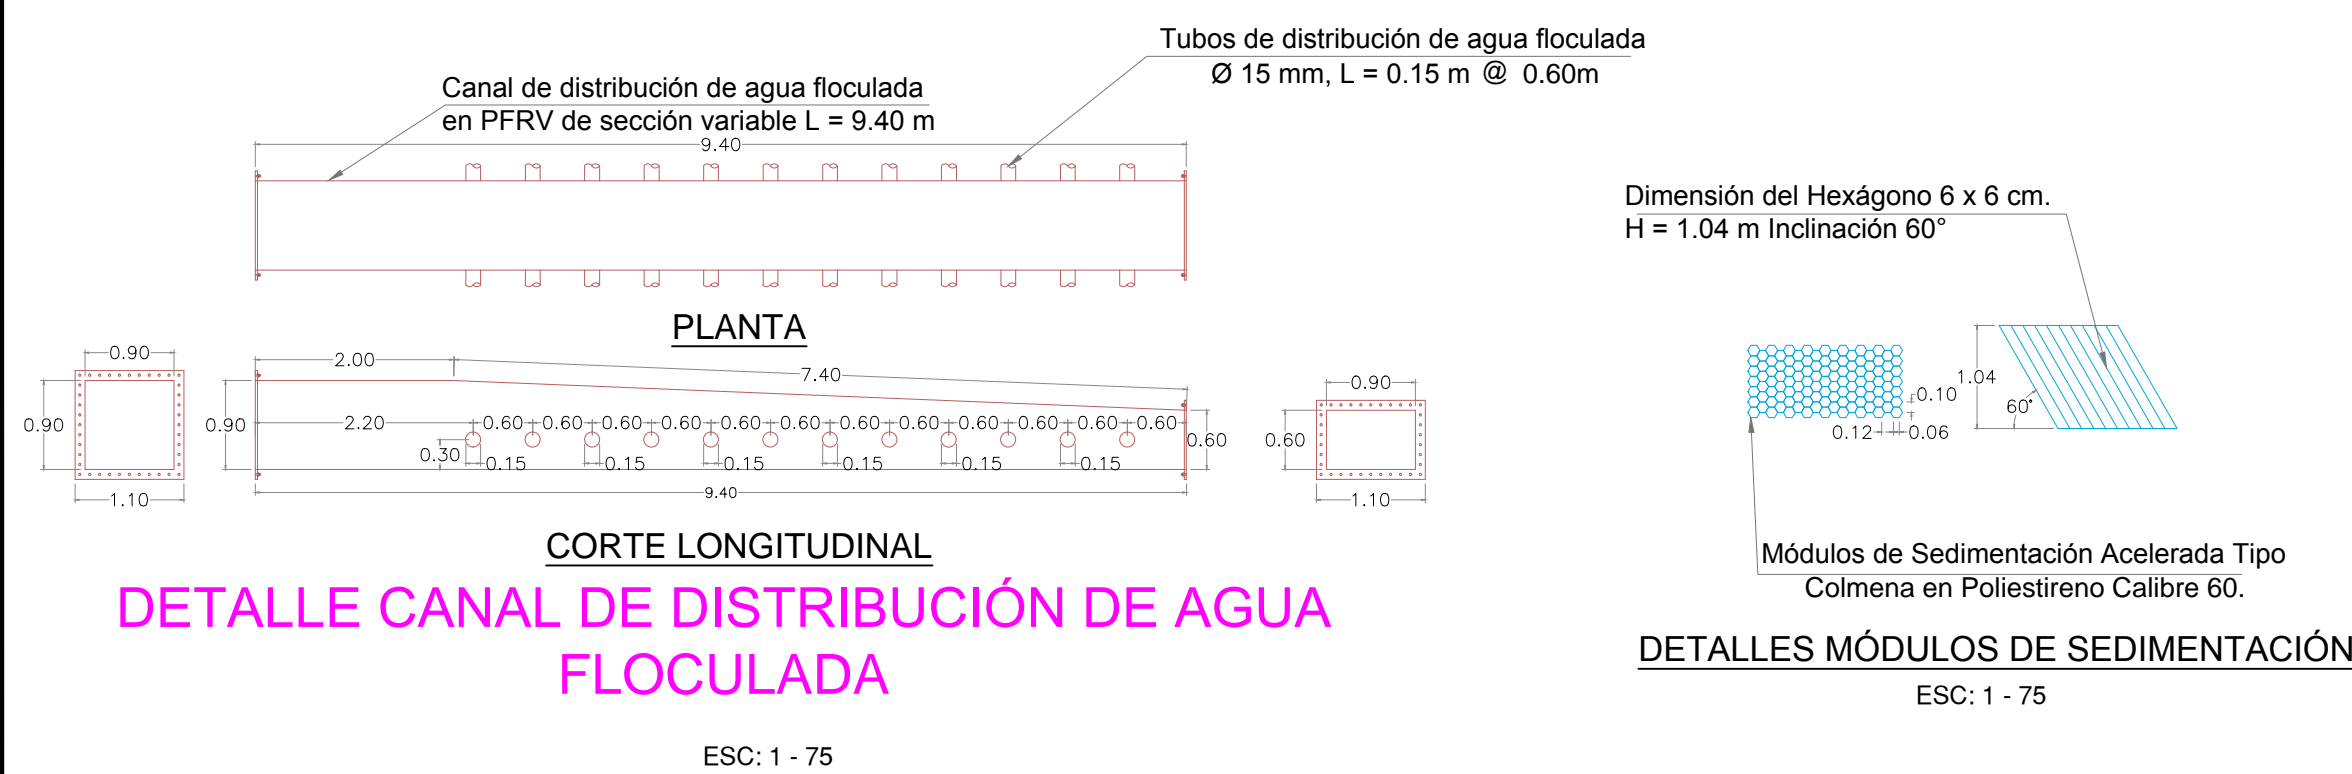 Tubos de distribución de agua floculada
Ø 15 mm, L = 0.15 m @ 0.60m
Canal de distribución de agua floculada
en PFRV de sección variable L = 9.40 m
9.40
PLANTA
0.90
0.90
1.10
2.00
7.40
0.90
2.20
0.60 0.60 0.60 0.60 0.60 0.60 0.60 0.60 0.60 0.60 0.60 0.60
0.60
0.30
0.15 0.15 0.15 0.15 0.15 0.15
9.40
0.90
0.60
1.10
CORTE LONGITUDINAL
DETALLE CANAL DE DISTRIBUCIÓN DE AGUA
FLOCULADA
ESC: 1 - 75
Dimensión del Hexágono 6 x 6 cm.
H = 1.04 m Inclinación 60°
1.04
60°
0.10
0.12
0.06
Módulos de Sedimentación Acelerada Tipo
Colmena en Poliestireno Calibre 60.
DETALLES MÓDULOS DE SEDIMENTACIÓN
ESC: 1 - 75